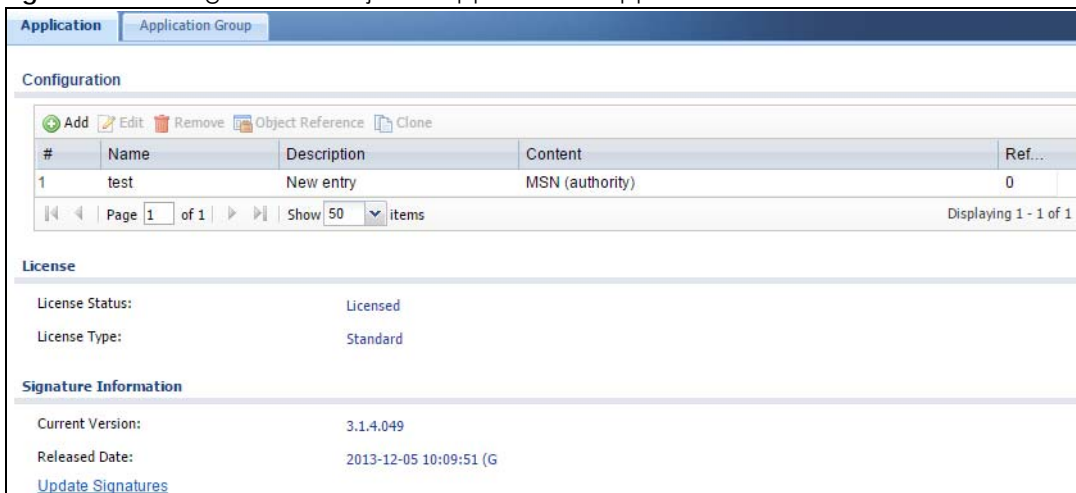 Application Application Group
Configuration
Add Edit Remove Object Reference Clone
# Name Description Content Ref...
1 test New entry MSN (authority) 0
Page 1 of 1 Show 50 items Displaying 1 - 1 of 1
License
License Status: Licensed
License Type: Standard
Signature Information
Current Version: 3.1.4.049
Released Date: 2013-12-05 10:09:51 (G
Update Signatures